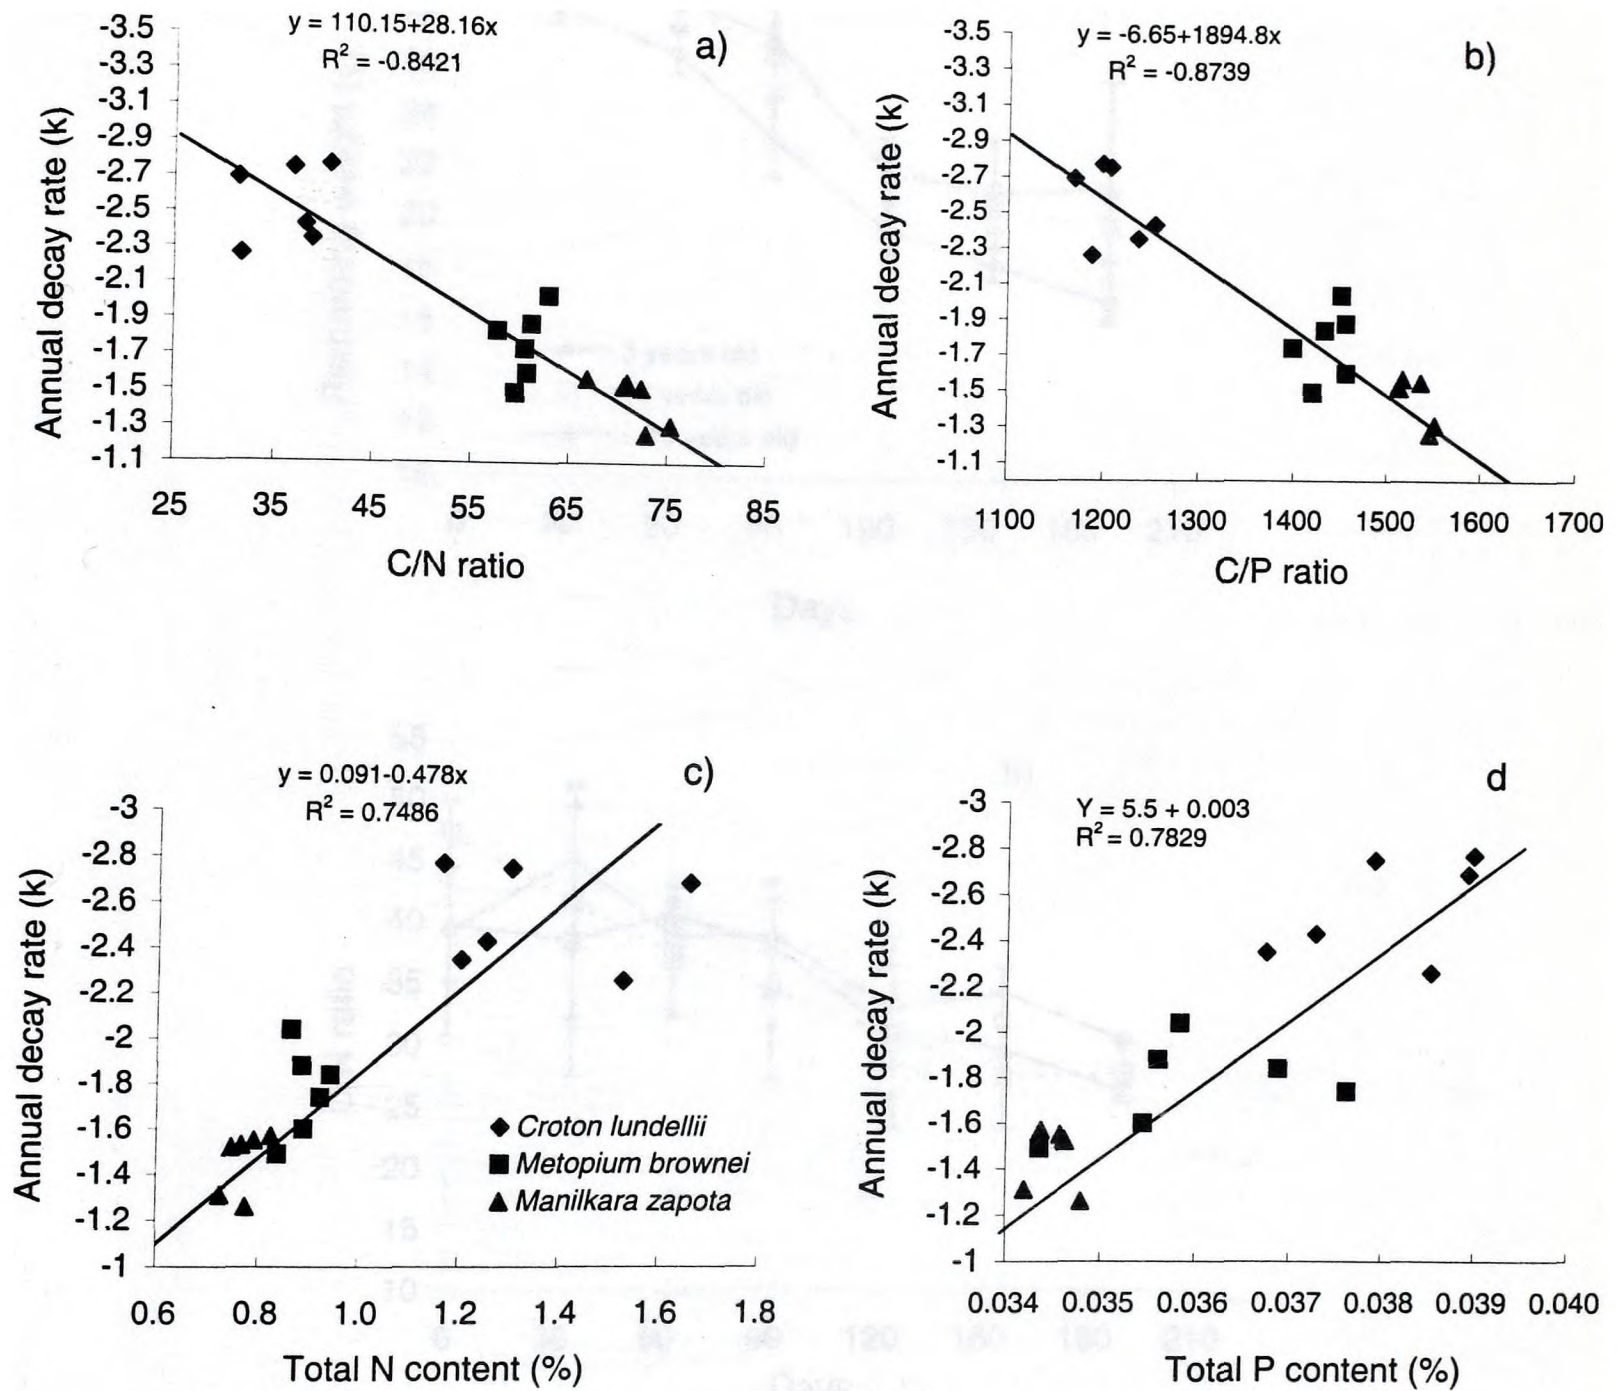 y = 110.15+28.16x
R² = -0.8421
a)
Annual decay rate (k)
-3.5
-3.3
-3.1
-2.9
-2.7
-2.5
-2.3
-2.1
-1.9
-1.7
-1.5
-1.3
-1.1
25 35 45 55 65 75 85
C/N ratio
y = -6.65+1894.8x
R² = -0.8739
b)
Annual decay rate (k)
-3.5
-3.3
-3.1
-2.9
-2.7
-2.5
-2.3
-2.1
-1.9
-1.7
-1.5
-1.3
-1.1
1100 1200 1300 1400 1500 1600 1700
C/P ratio
y = 0.091-0.478x
R² = 0.7486
c)
Annual decay rate (k)
-3
-2.8
-2.6
-2.4
-2.2
-2
-1.8
-1.6
-1.4
-1.2
-1
Croton lundellii
Metopium brownei
Manilkara zapota
0.6 0.8 1.0 1.2 1.4 1.6 1.8
Total N content (%)
Y = 5.5 + 0.003
R² = 0.7829
d
Annual decay rate (k)
-3
-2.8
-2.6
-2.4
-2.2
-2
-1.8
-1.6
-1.4
-1.2
-1
0.034 0.035 0.036 0.037 0.038 0.039 0.040
Total P content (%)